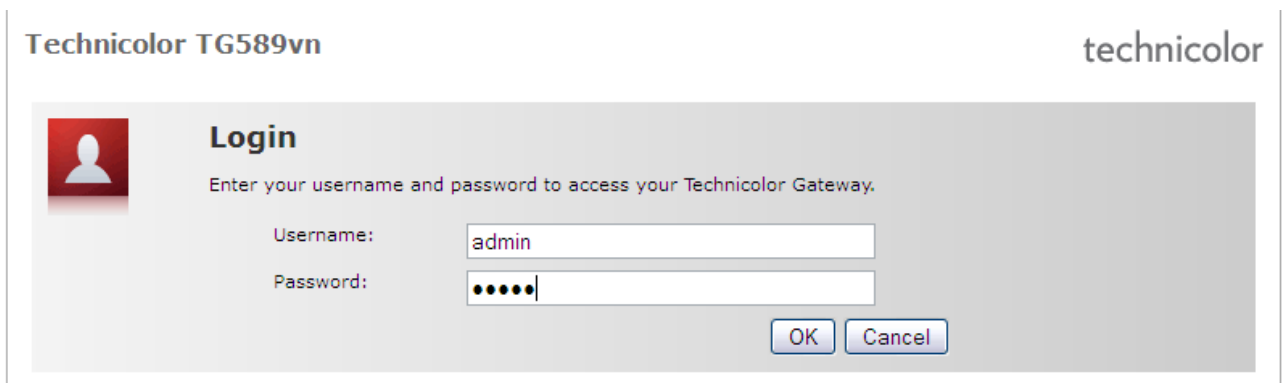 Technicolor TG589vn
technicolor
Login
Enter your username and password to access your Technicolor Gateway.
Username: admin
Password: •••••
OK Cancel